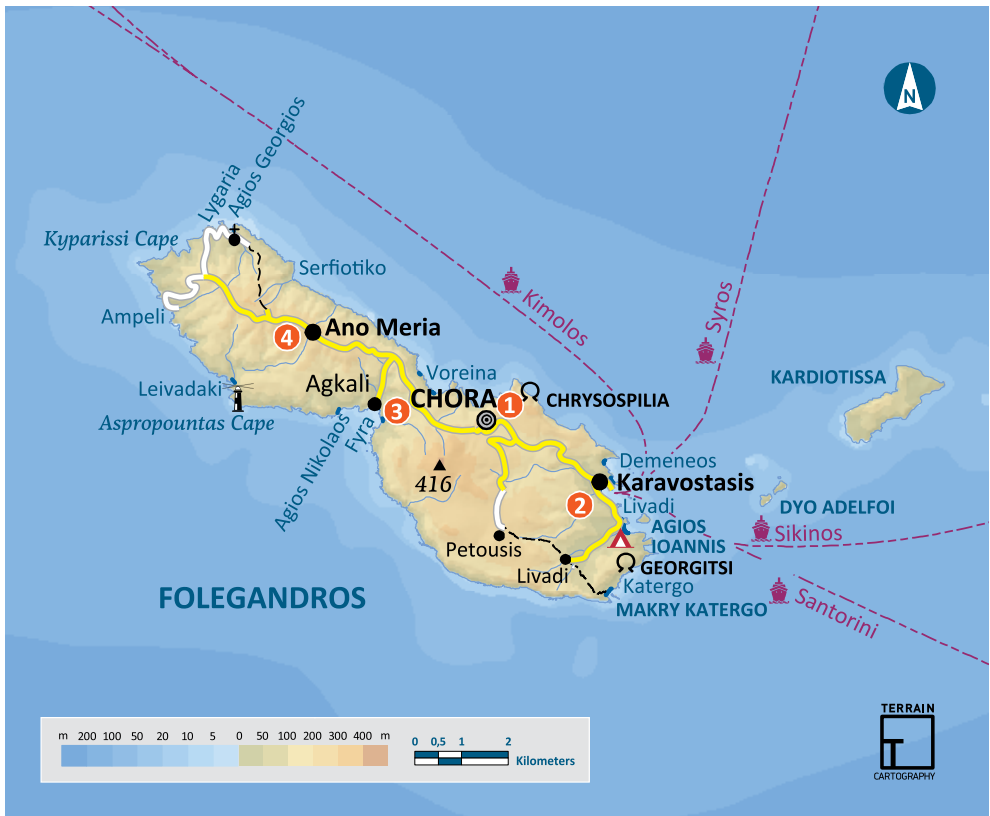 N
Lygaria
Agios Georgios
Kyparissi Cape
Serfiotiko
Kimolos
Syros
Ampeli
4
Ano Meria
Leivadaki
Agkali
Voreina
KARDIOTISSA
Aspropountas Cape
3
CHORA
1
CHRYSOSPILIA
Agios Nikolaos
Fyra
416
Demeneos
Karavostasis
2
Livadi
DYO ADELFOI
AGIOS
IOANNIS
Sikinos
Petousis
Livadi
GEORGITSI
Katergo
MAKRY KATERGO
Santorini
FOLEGANDROS
m 200 100 50 20 10 5 0 50 100 200 300 400 m
0 0,5 1 2
Kilometers
TERRAIN
T
CARTOGRAPHY